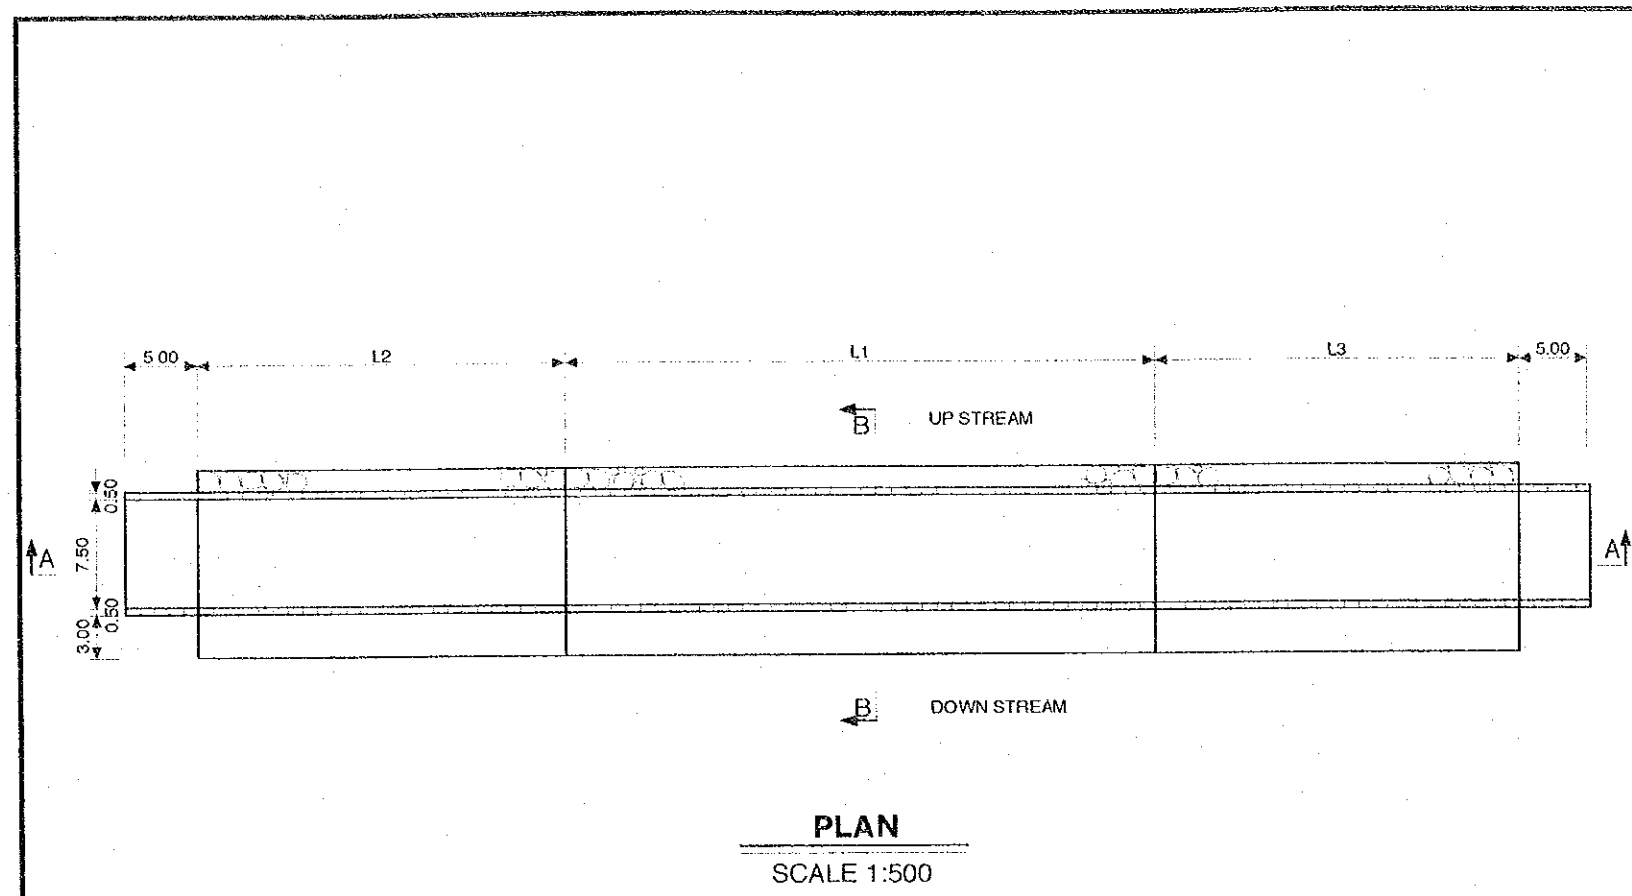 5.00 L2 L1 L3 5.00
B UP STREAM
0.50
A 7.50 A
0.50
3.00
B DOWN STREAM
PLAN
SCALE 1:500